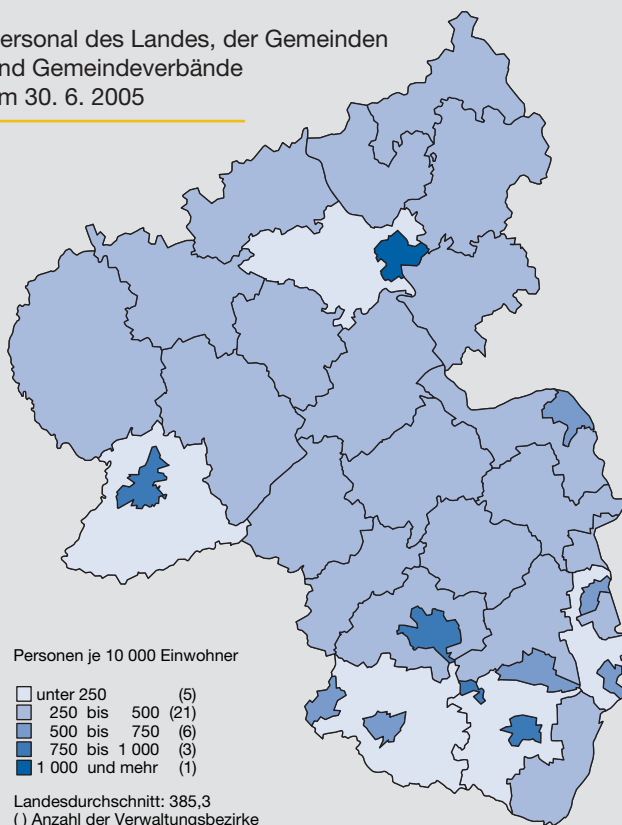 ersonal des Landes, der Gemeinden
nd Gemeindeverbände
m 30. 6. 2005
Personen je 10 000 Einwohner
unter 250 (5)
250 bis 500 (21)
500 bis 750 (6)
750 bis 1 000 (3)
1 000 und mehr (1)
Landesdurchschnitt: 385,3
( ) Anzahl der Verwaltungsbezirke